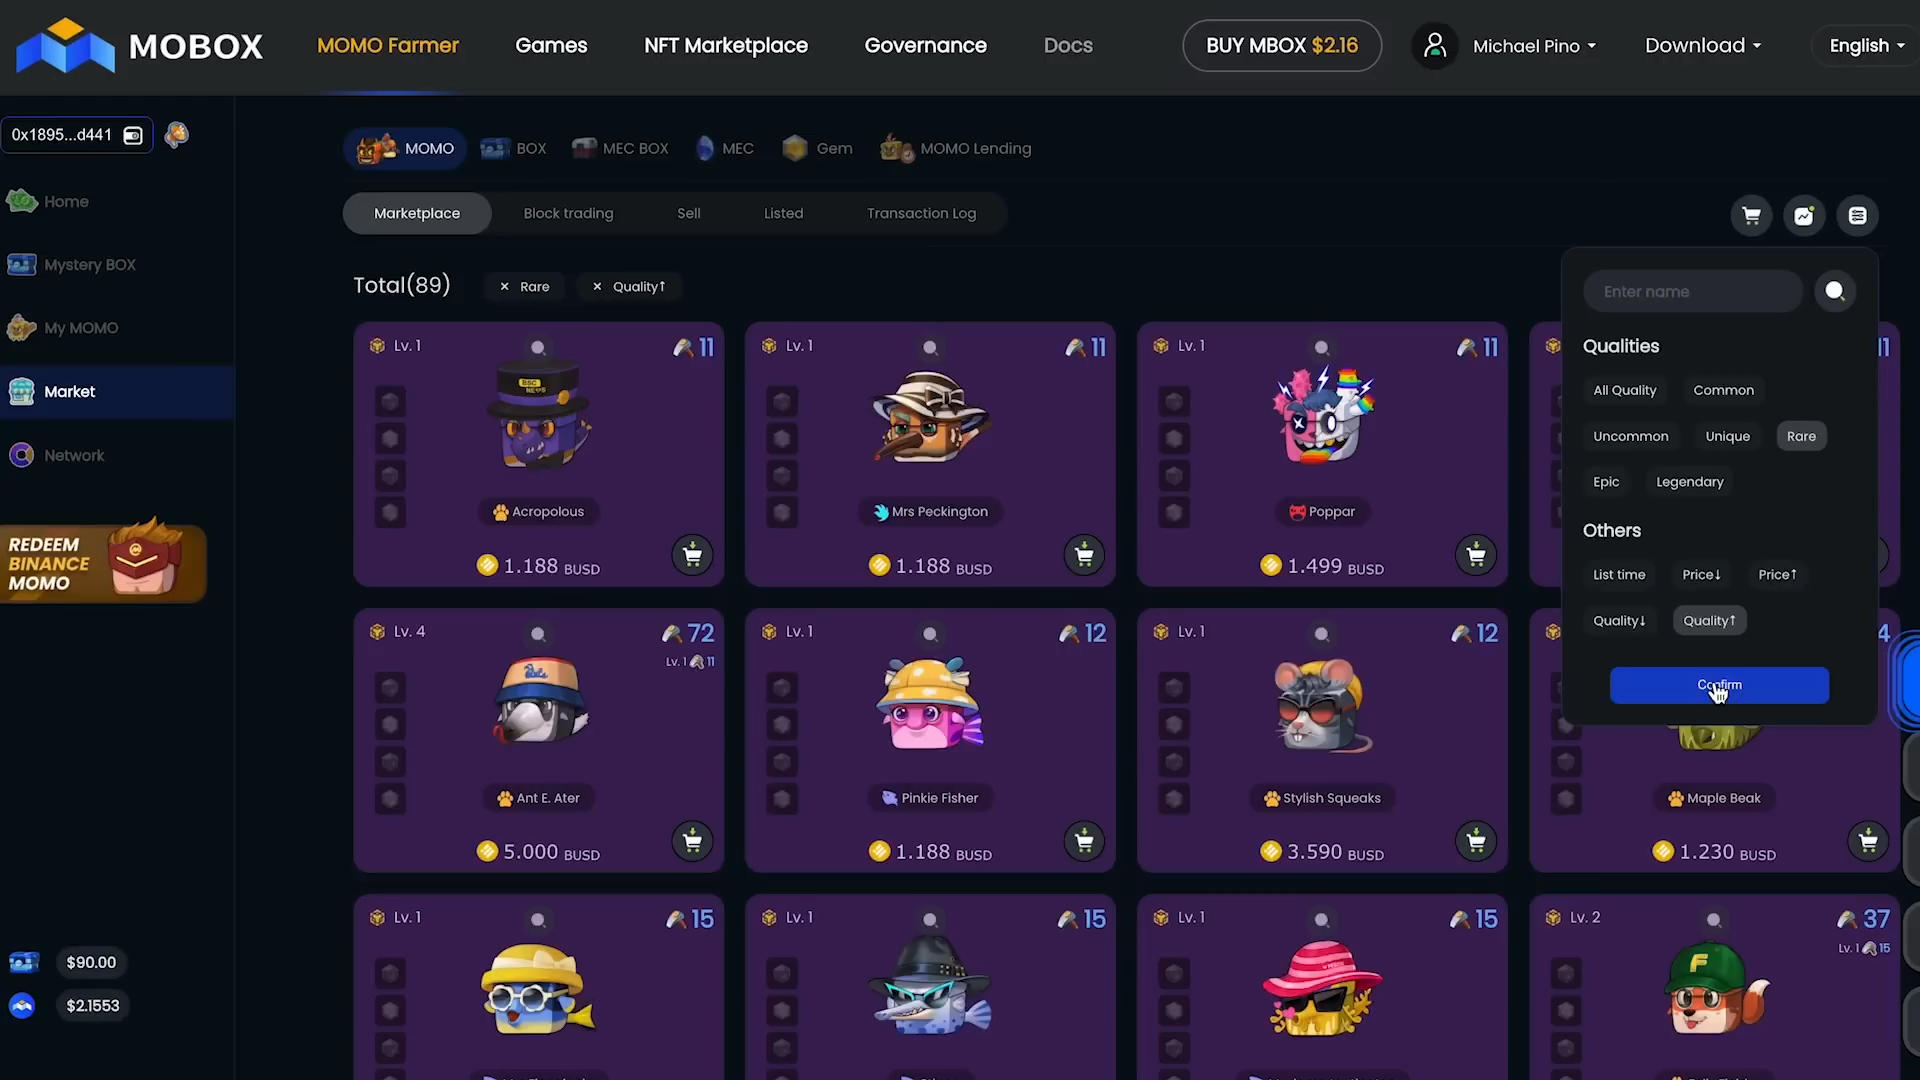 MOBOX
MOMO Farmer
Games
NFT Marketplace
Governance
Docs
BUY MBOX $2.16
Michael Pino
Download
English
0x1895...d441
Home
Mystery BOX
My MOMO
Market
Network
REDEEM
BINANCE
MOMO
$90.00
$2.1553
MOMO
BOX
MEC BOX
MEC
Gem
MOMO Lending
Marketplace
Block trading
Sell
Listed
Transaction Log
Total(89)
× Rare
× Quality↑
Lv. 1
11
BSC
NEWS
Acropolous
1.188 BUSD
Lv. 1
11
Mrs Peckington
1.188 BUSD
Lv. 1
11
Poppar
1.499 BUSD
11
Lv. 4
72
Lv. 1 11
Ant E. Ater
5.000 BUSD
Lv. 1
12
Pinkie Fisher
1.188 BUSD
Lv. 1
12
Stylish Squeaks
3.590 BUSD
4
Maple Beak
1.230 BUSD
Lv. 1
15
Lv. 1
15
Lv. 1
15
Lv. 2
37
Lv. 1 15
F
Enter name
Qualities
All Quality
Common
Uncommon
Unique
Rare
Epic
Legendary
Others
List time
Price↓
Price↑
Quality↓
Quality↑
Confirm